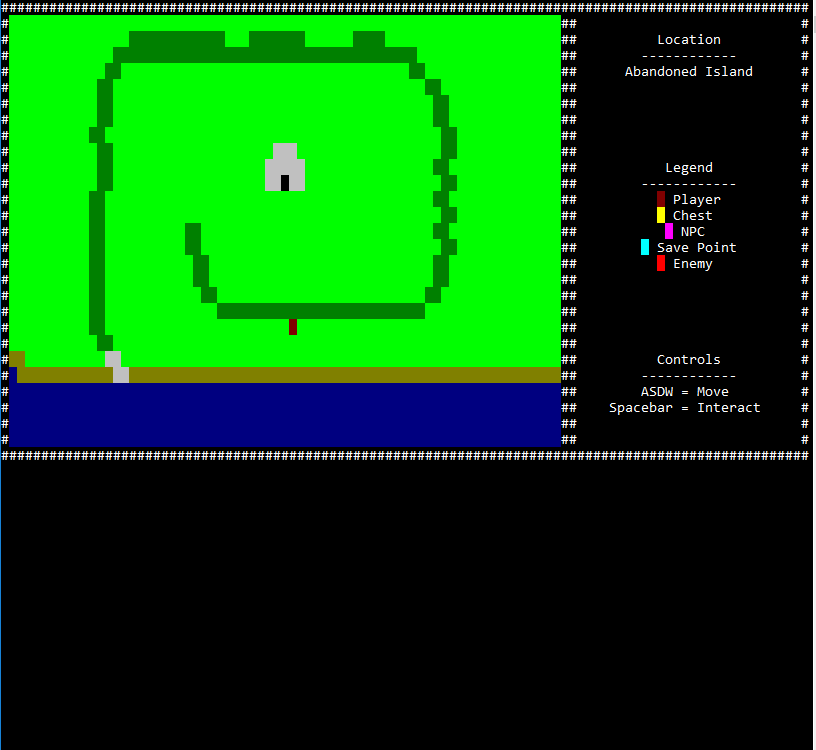 Location
------------
Abandoned Island
Legend
------------
Player
Chest
NPC
Save Point
Enemy
Controls
------------
ASDW = Move
Spacebar = Interact